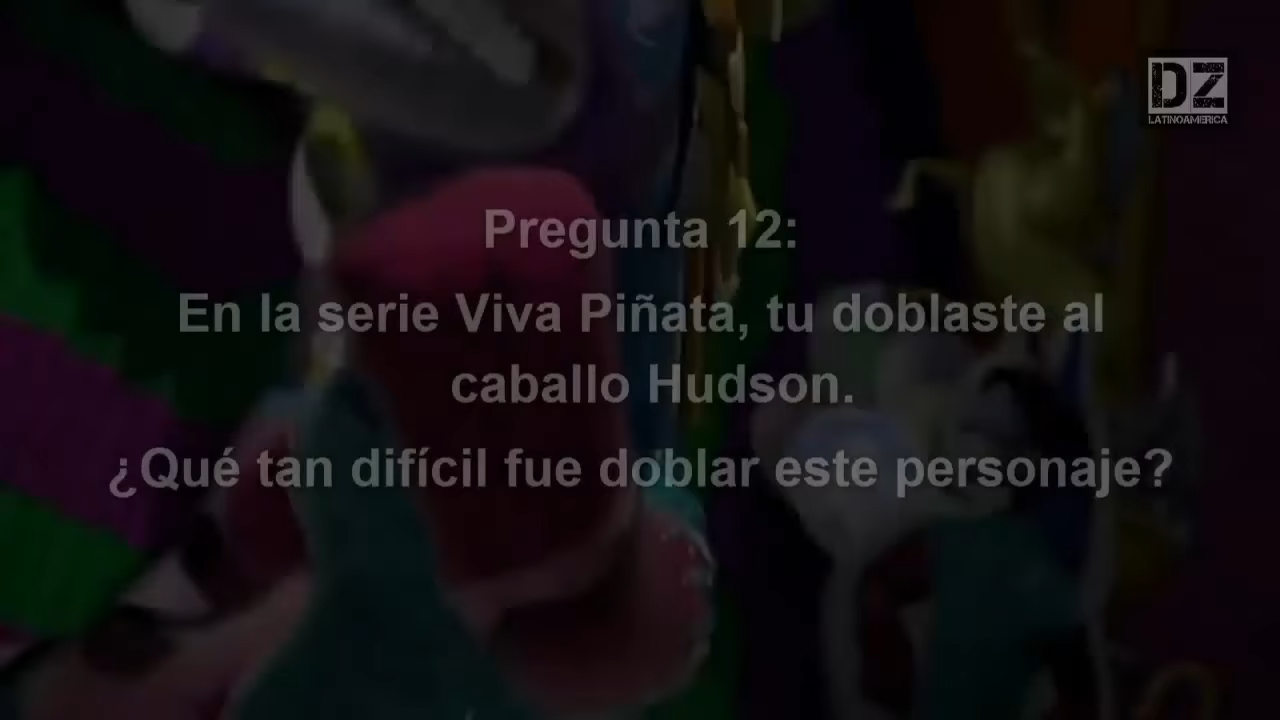 DZ
LATINOAMERICA
Pregunta 12:
En la serie Viva Piñata, tu doblaste al
caballo Hudson.
¿Qué tan difícil fue doblar este personaje?